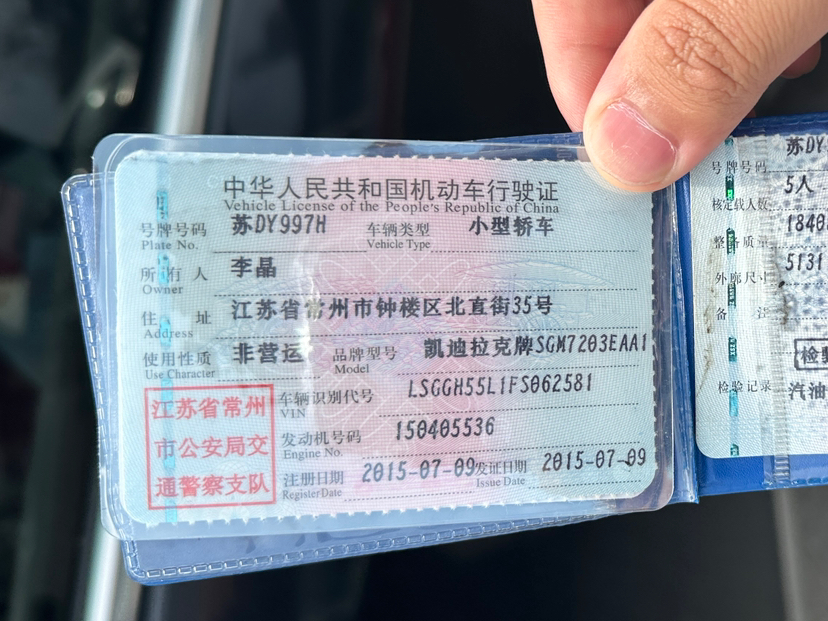 中华人民共和国机动车行驶证
Vehicle License of the People's Republic of China
号牌号码 苏DY997H 车辆类型 小型轿车
Plate No. Vehicle Type
所有人 李晶
Owner
住址 江苏省常州市钟楼区北直街35号
Address
使用性质 非营运 品牌型号 凯迪拉克牌SGM7203EAA1
Use Character Model
江苏省常州
市公安局交
通警察支队
车辆识别代号 LSGGH55L1FS062581
VIN
发动机号码 150405536
Engine No.
注册日期 2015-07-09 发证日期 2015-07-09
Register Date Issue Date
号牌号码 苏DY
核定载人数 5人
整备质量 1840
外廓尺寸 5131
备注
检验记录
检验
汽油